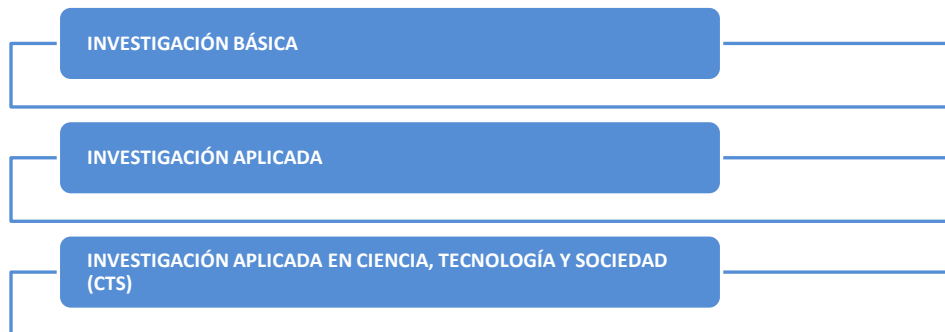 INVESTIGACIÓN BÁSICA
INVESTIGACIÓN APLICADA
INVESTIGACIÓN APLICADA EN CIENCIA, TECNOLOGÍA Y SOCIEDAD
(CTS)